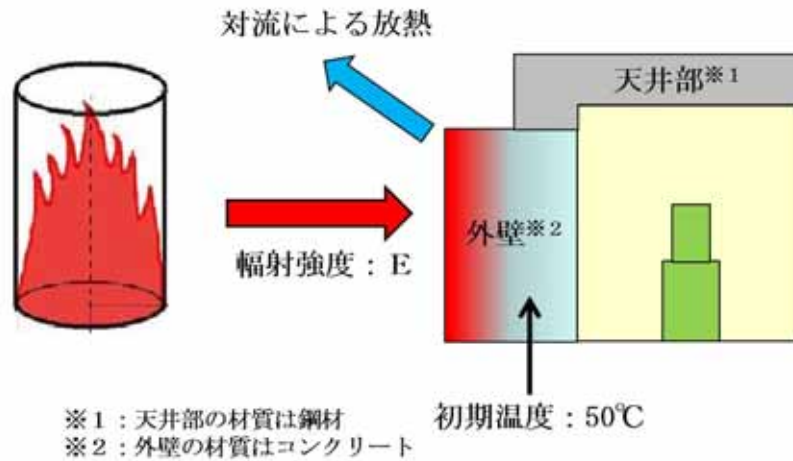 対流による放熱
天井部※1
外壁※2
輻射強度：E
初期温度：50℃
※1：天井部の材質は鋼材
※2：外壁の材質はコンクリート